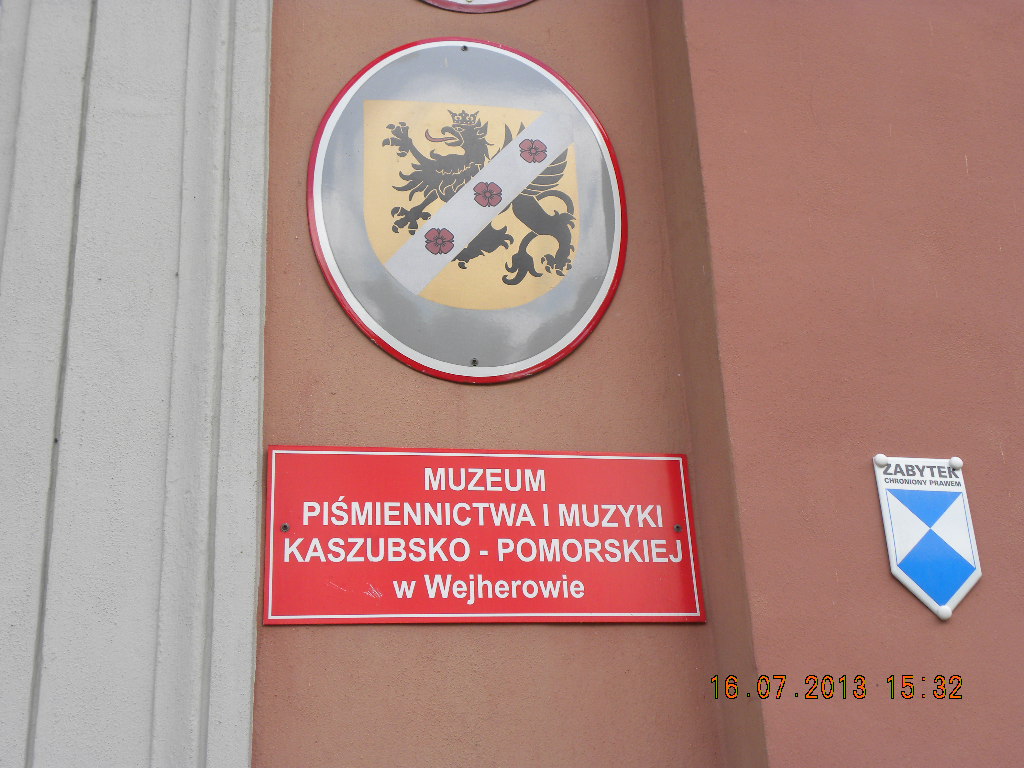 MUZEUM
PIŚMIENNICTWA I MUZYKI
KASZUBSKO - POMORSKIEJ
w Wejherowie
ZABYTEK
CHRONIONY PRAWEM
16.07.2013 15:32